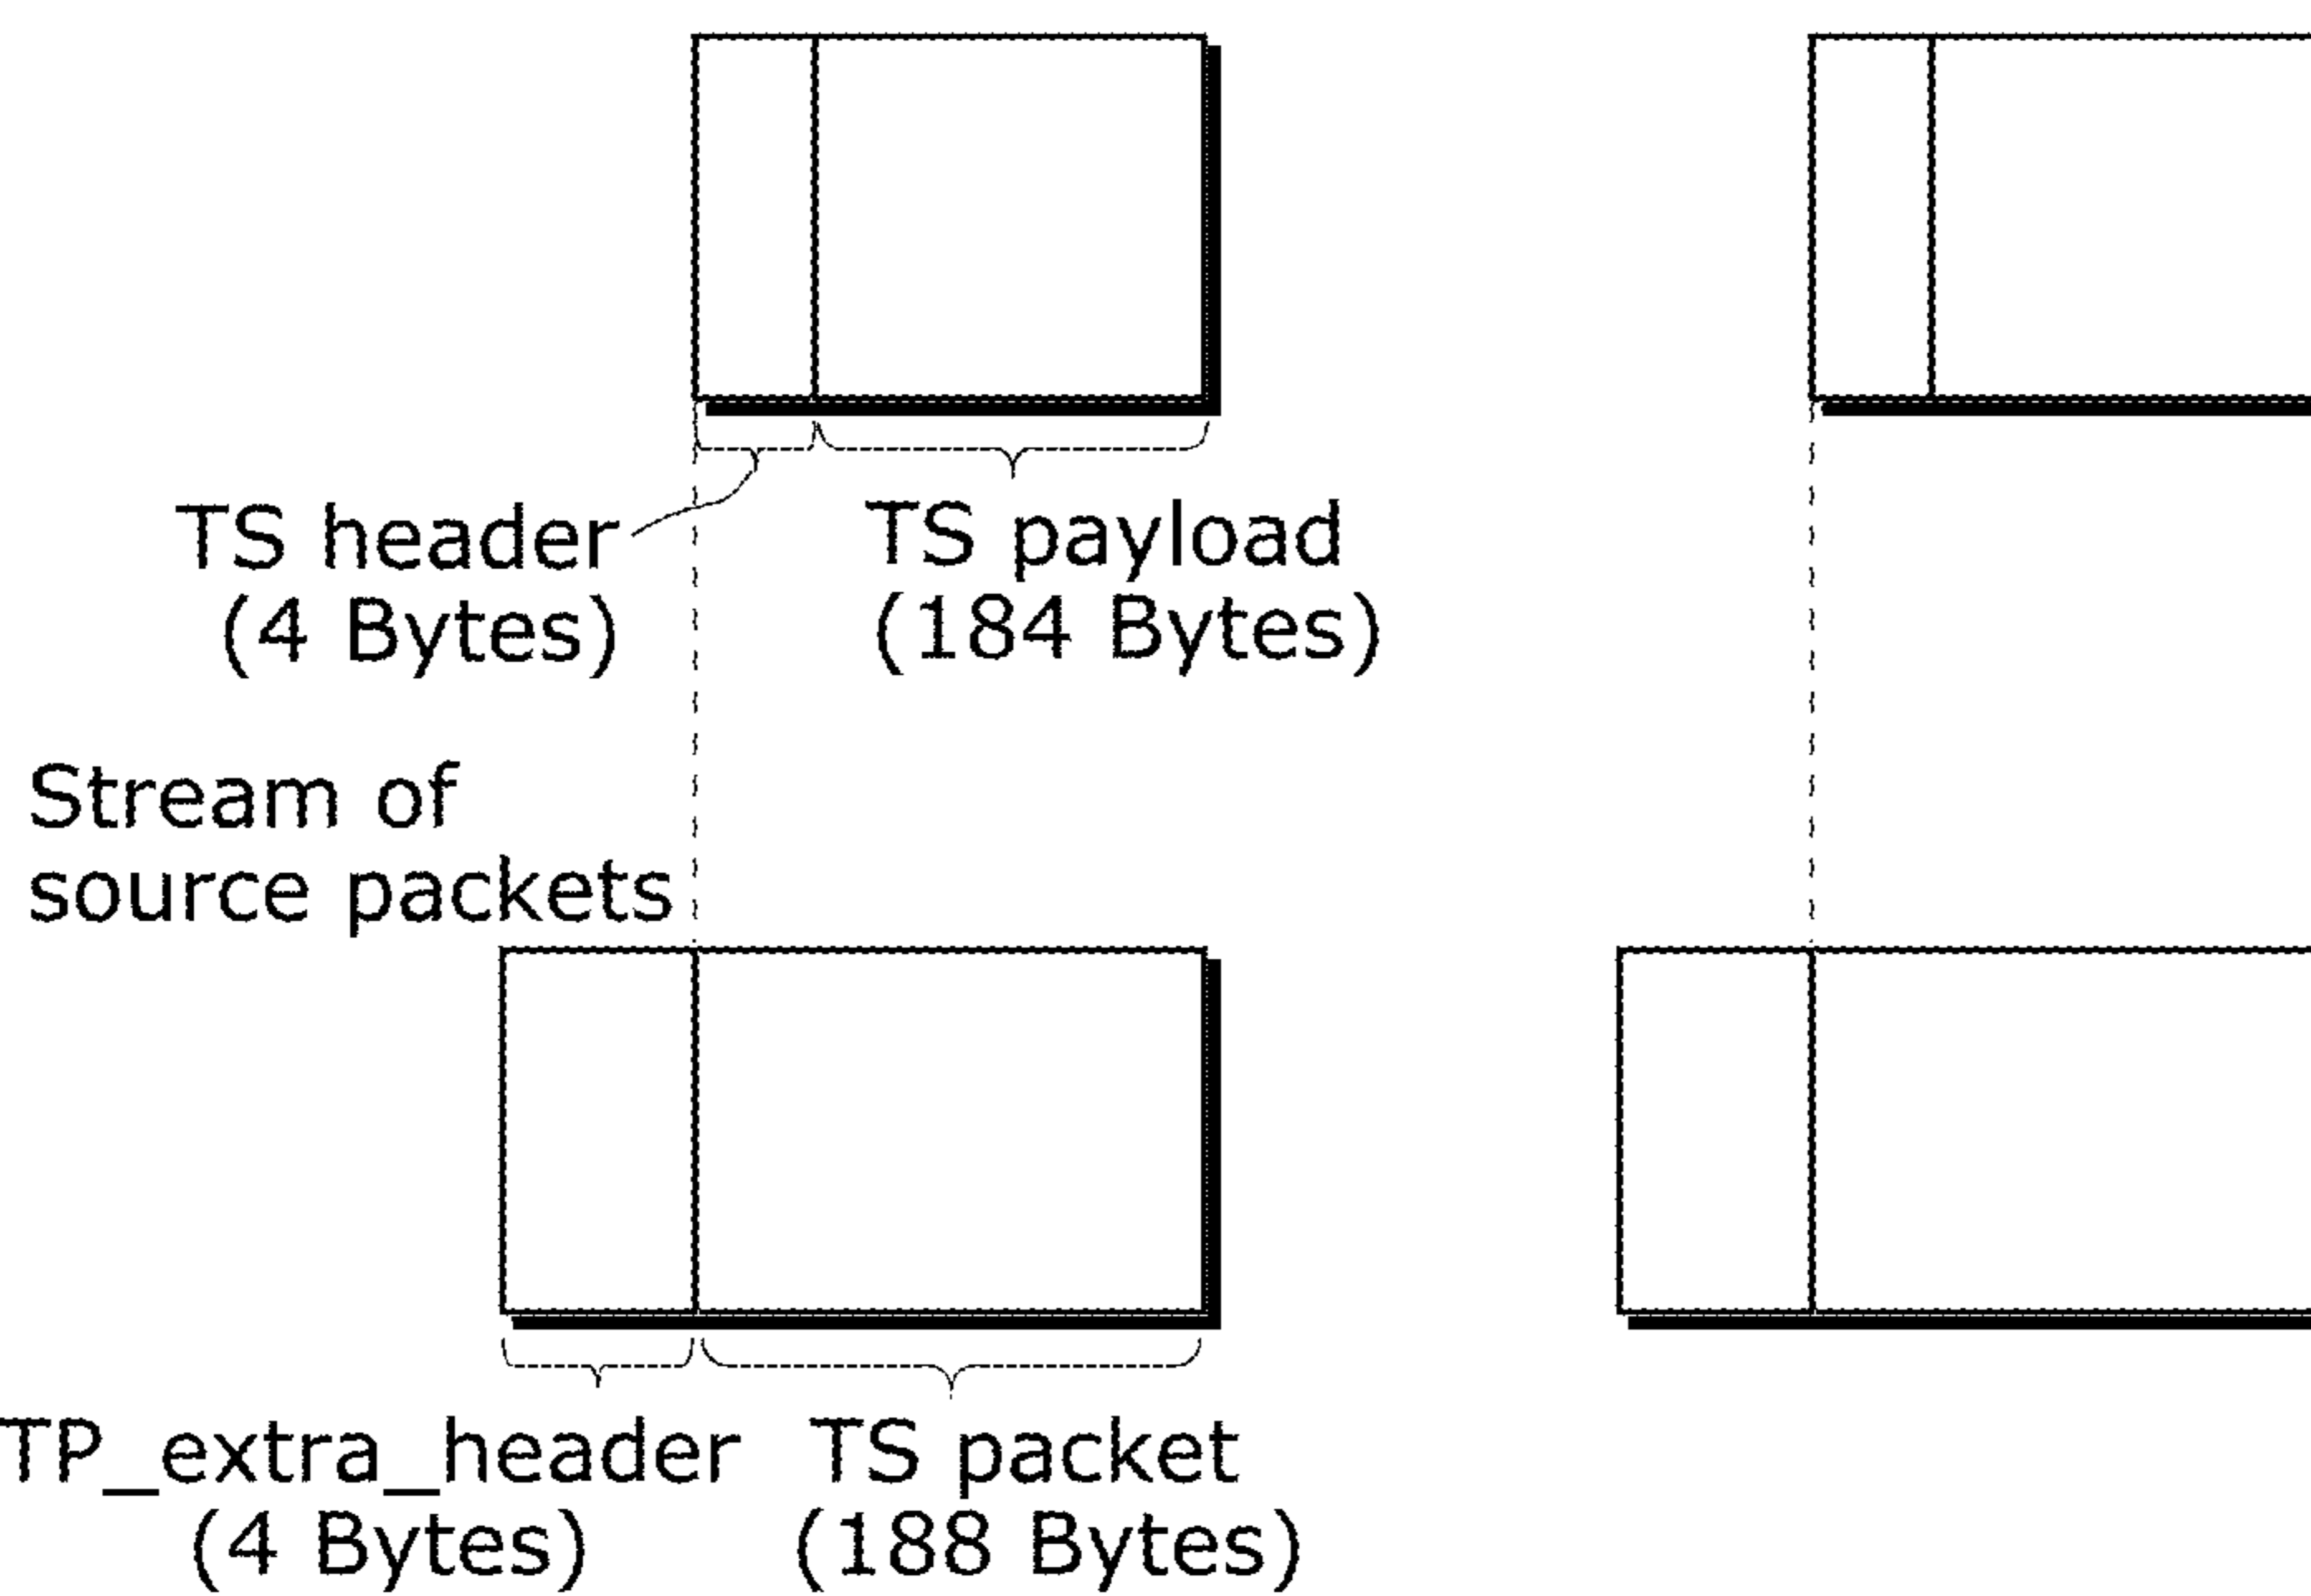 TS header
(4 Bytes)
TS payload
(184 Bytes)
Stream of
source packets
TP_extra_header
(4 Bytes)
TS packet
(188 Bytes)